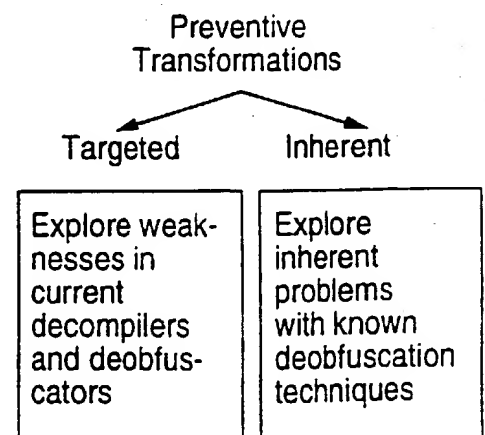 Preventive
Transformations
Targeted
Inherent
Explore weak-
nesses in
current
decompilers
and deobfus-
cators
Explore
inherent
problems
with known
deobfuscation
techniques